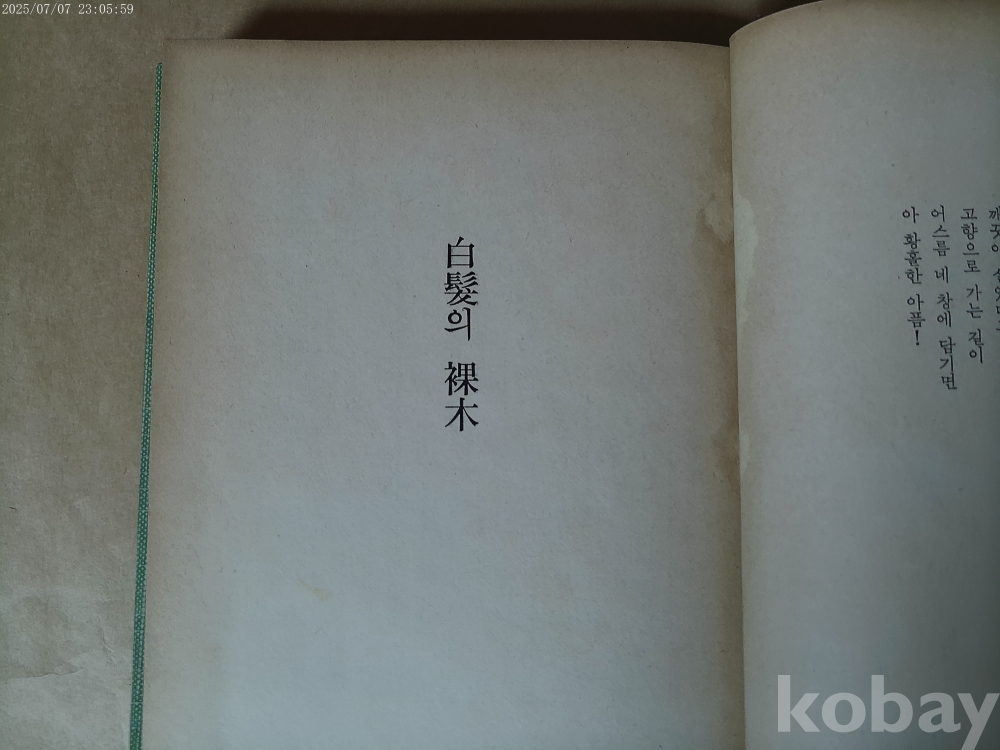 2025/07/07 23:05:59
白髮의 裸木
고향으로 가는 길이
어스름 네 창에 담기면
아 황홀한 아픔!
kobay